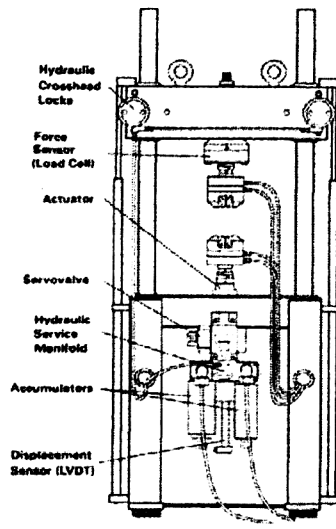 Hydraulic
Crosshead
Locks
Force
Sensor
(Load Cell)
Actuator
Servovalve
Hydraulic
Service
Manifold
Accumulators
Displacement
Sensor (LVDT)